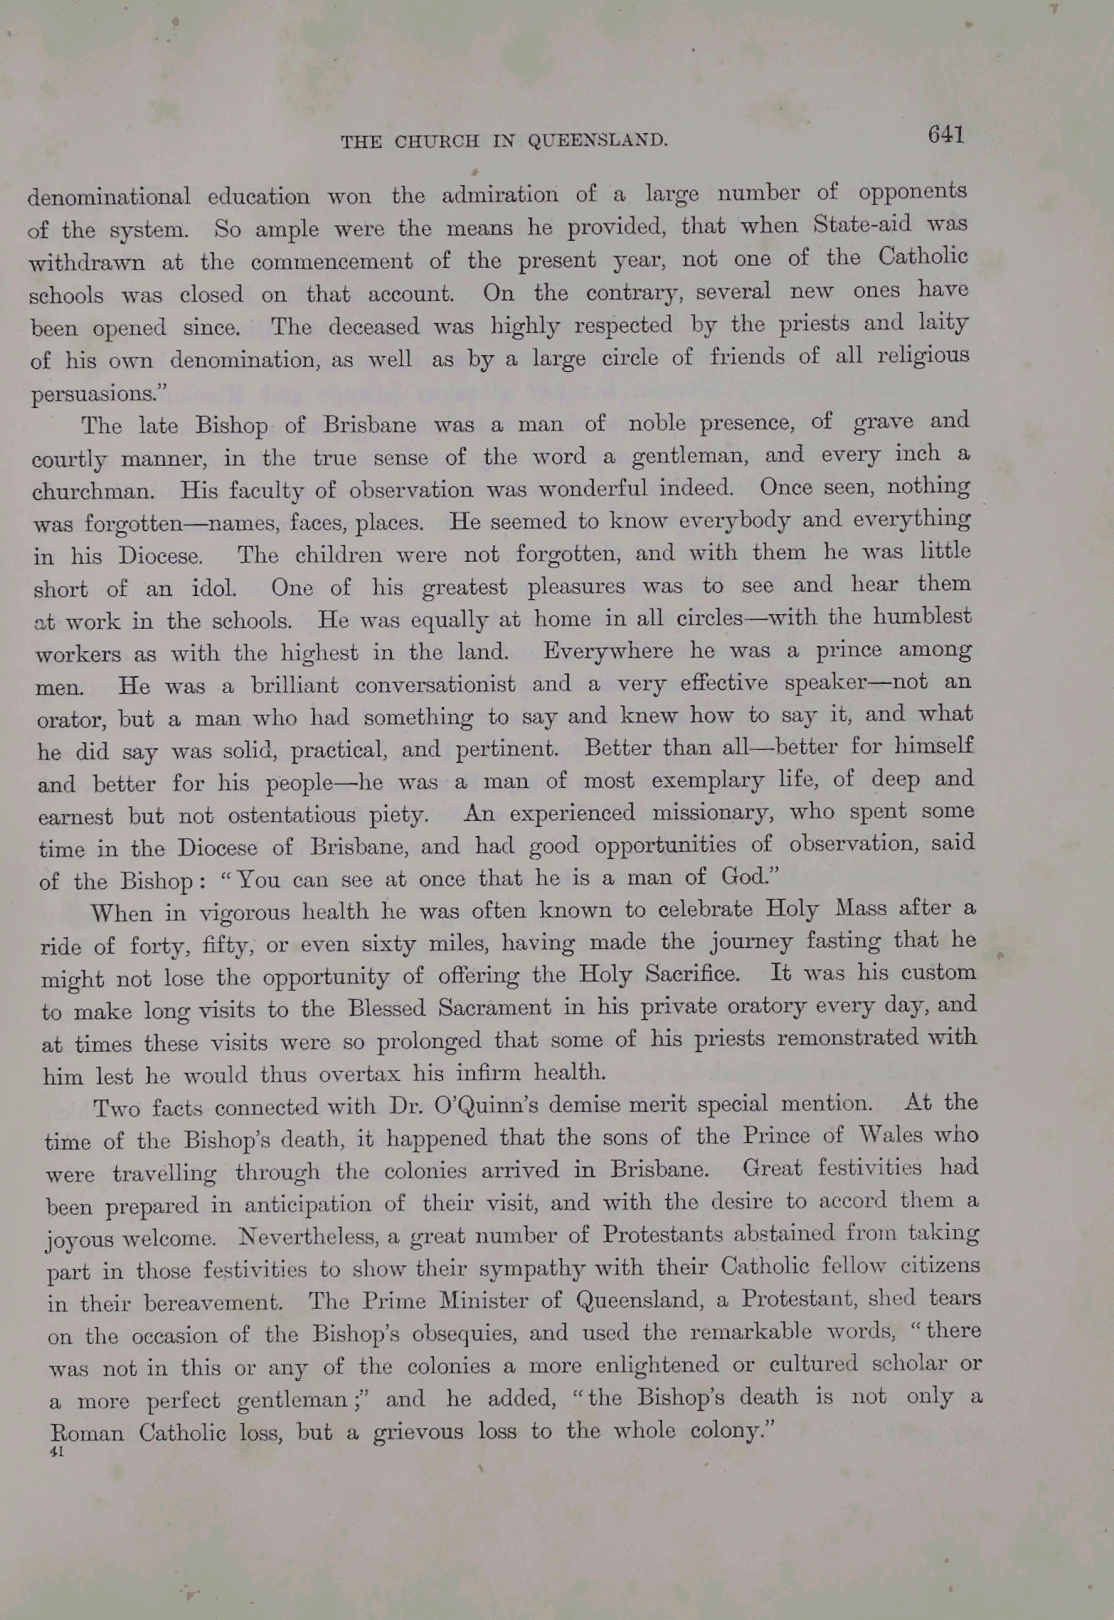 THE CHURCH IN QUEENSLAND. 641
denominational education won the admiration of a large number of opponents
of the system. So ample were the means he provided, that when State-aid was
withdrawn at the commencement of the present year, not one of the Catholic
schools was closed on that account. On the contrary, several new ones have
been opened since. The deceased was highly respected by the priests and laity
of his own denomination, as well as by a large circle of friends of all religious
persuasions.”
The late Bishop of Brisbane was a man of noble presence, of grave and
courtly manner, in the true sense of the word a gentleman, and every inch a
churchman. His faculty of observation was wonderful indeed. Once seen, nothing
was forgotten—names, faces, places. He seemed to know everybody and everything
in his Diocese. The children were not forgotten, and with them he was little
short of an idol. One of his greatest pleasures was to see and hear them
at work in the schools. He was equally at home in all circles—with the humblest
workers as with the highest in the land. Everywhere he was a prince among
men. He was a brilliant conversationist and a very effective speaker—not an
orator, but a man who had something to say and knew how to say it, and what
he did say was solid, practical, and pertinent. Better than all—better for himself
and better for his people—he was a man of most exemplary life, of deep and
earnest but not ostentatious piety. An experienced missionary, who spent some
time in the Diocese of Brisbane, and had good opportunities of observation, said
of the Bishop: “You can see at once that he is a man of God.”
When in vigorous health he was often known to celebrate Holy Mass after a
ride of forty, fifty, or even sixty miles, having made the journey fasting that he
might not lose the opportunity of offering the Holy Sacrifice. It was his custom
to make long visits to the Blessed Sacrament in his private oratory every day, and
at times these visits were so prolonged that some of his priests remonstrated with
him lest he would thus overtax his infirm health.
Two facts connected with Dr. O’Quinn’s demise merit special mention. At the
time of the Bishop’s death, it happened that the sons of the Prince of Wales who
were travelling through the colonies arrived in Brisbane. Great festivities had
been prepared in anticipation of their visit, and with the desire to accord them a
joyous welcome. Nevertheless, a great number of Protestants abstained from taking
part in those festivities to show their sympathy with their Catholic fellow citizens
in their bereavement. The Prime Minister of Queensland, a Protestant, shed tears
on the occasion of the Bishop’s obsequies, and used the remarkable words, “there
was not in this or any of the colonies a more enlightened or cultured scholar or
a more perfect gentleman;” and he added, “the Bishop’s death is not only a
Roman Catholic loss, but a grievous loss to the whole colony.”
41